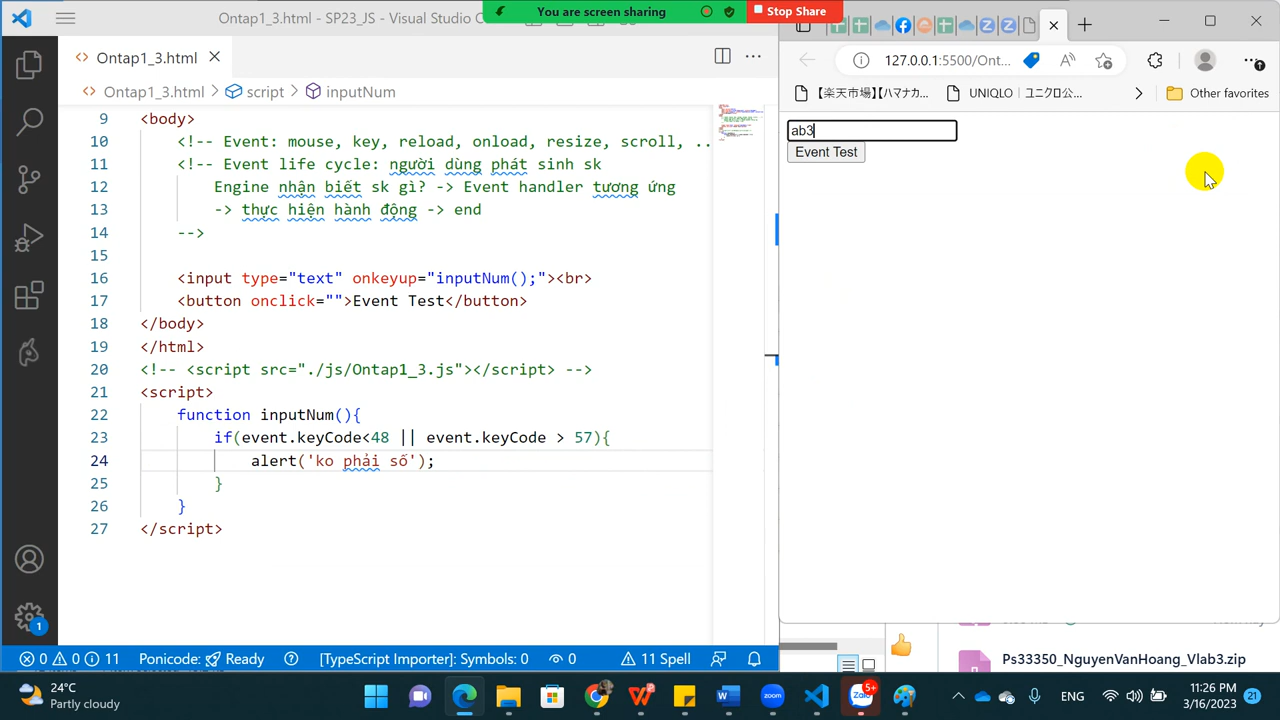 Ontap1_3.html - SP23_JS - Visual Studio C
You are screen sharing
Stop Share
Ontap1_3.html
Ontap1_3.html > script > inputNum
9 <body>
10 <!-- Event: mouse, key, reload, onload, resize, scroll, ..
11 <!-- Event life cycle: người dùng phát sinh sk
12 Engine nhận biết sk gì? -> Event handler tương ứng
13 -> thực hiện hành động -> end
14 -->
15
16 <input type="text" onkeyup="inputNum();"><br>
17 <button onclick="">Event Test</button>
18 </body>
19 </html>
20 <!-- <script src="./js/Ontap1_3.js"></script> -->
21 <script>
22 function inputNum(){
23 if(event.keyCode<48 || event.keyCode > 57){
24 alert('ko phải số');
25 }
26 }
27 </script>
0 0 11 Ponicode: Ready [TypeScript Importer]: Symbols: 0 0 11 Spell
1
127.0.0.1:5500/Ont...
【楽天市場】【ハマナカ... UNIQLO｜ユニクロ公... Other favorites
ab3
Event Test
Ps33350_NguyenVanHoang_Vlab3.zip
24°C
Partly cloudy
5+
ENG
11:26 PM
3/16/2023
21